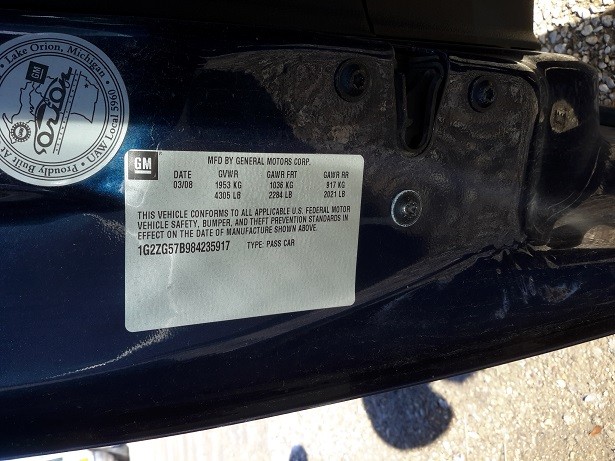 Proudly Built At • Lake Orion, Michigan • UAW Local 5960
GM
Orion
GM
MFD BY GENERAL MOTORS CORP.
DATE GVWR GAWR FRT GAWR RR
03/08 1953 KG 1036 KG 917 KG
4305 LB 2284 LB 2021 LB
THIS VEHICLE CONFORMS TO ALL APPLICABLE U.S. FEDERAL MOTOR
VEHICLE SAFETY, BUMPER, AND THEFT PREVENTION STANDARDS IN
EFFECT ON THE DATE OF MANUFACTURE SHOWN ABOVE.
1G2ZG57B984235917 TYPE: PASS CAR